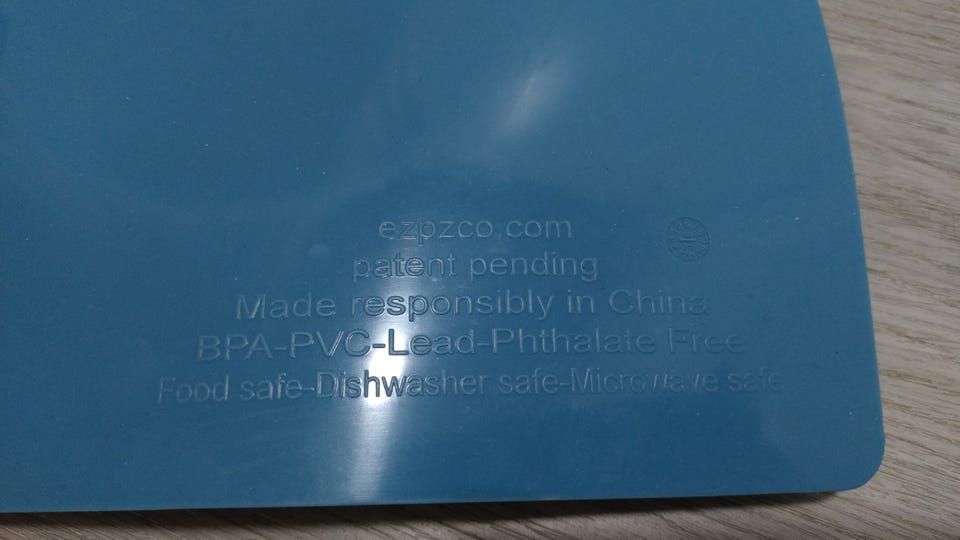 ezpzco.com
patent pending
Made responsibly in China
BPA-PVC-Lead-Phthalate Free
Food safe-Dishwasher safe-Microwave safe